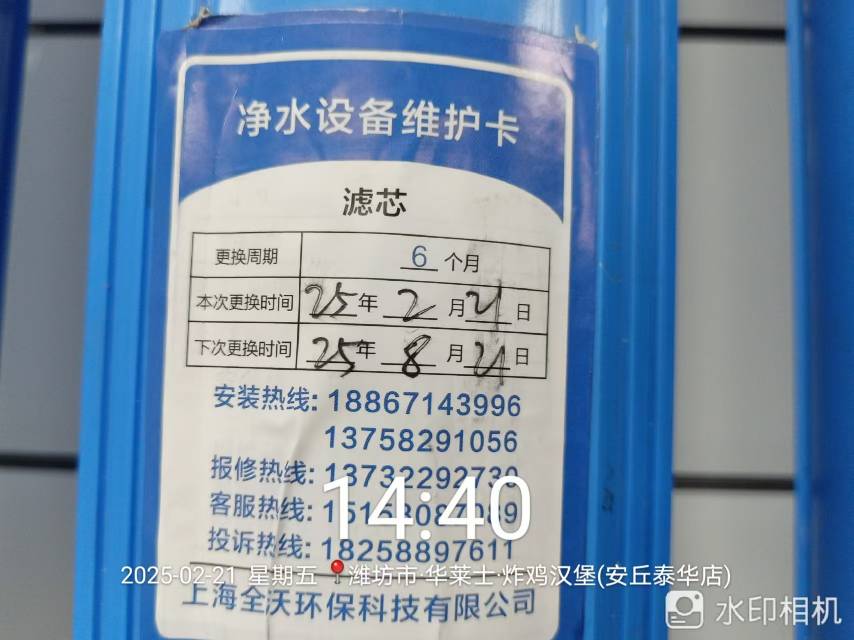 净水设备维护卡
滤芯
更换周期 6 个月
本次更换时间 25 年 2 月 21 日
下次更换时间 25 年 8 月 21 日
安装热线: 18867143996
13758291056
报修热线: 13732292730
客服热线:
投诉热线: 18258897611
14:40
2025-02-21 星期五 潍坊市·华莱士·炸鸡汉堡(安丘泰华店)
上海全沃环保科技有限公司
水印相机